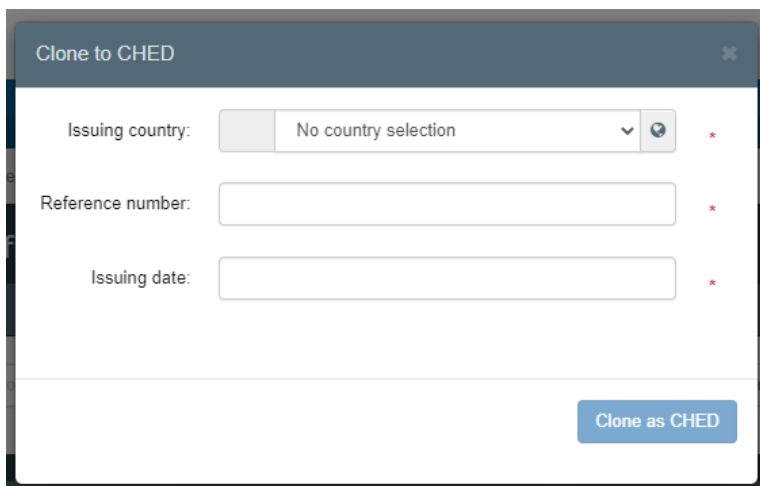 Clone to CHED
Issuing country: No country selection *
Reference number: *
Issuing date: *
Clone as CHED